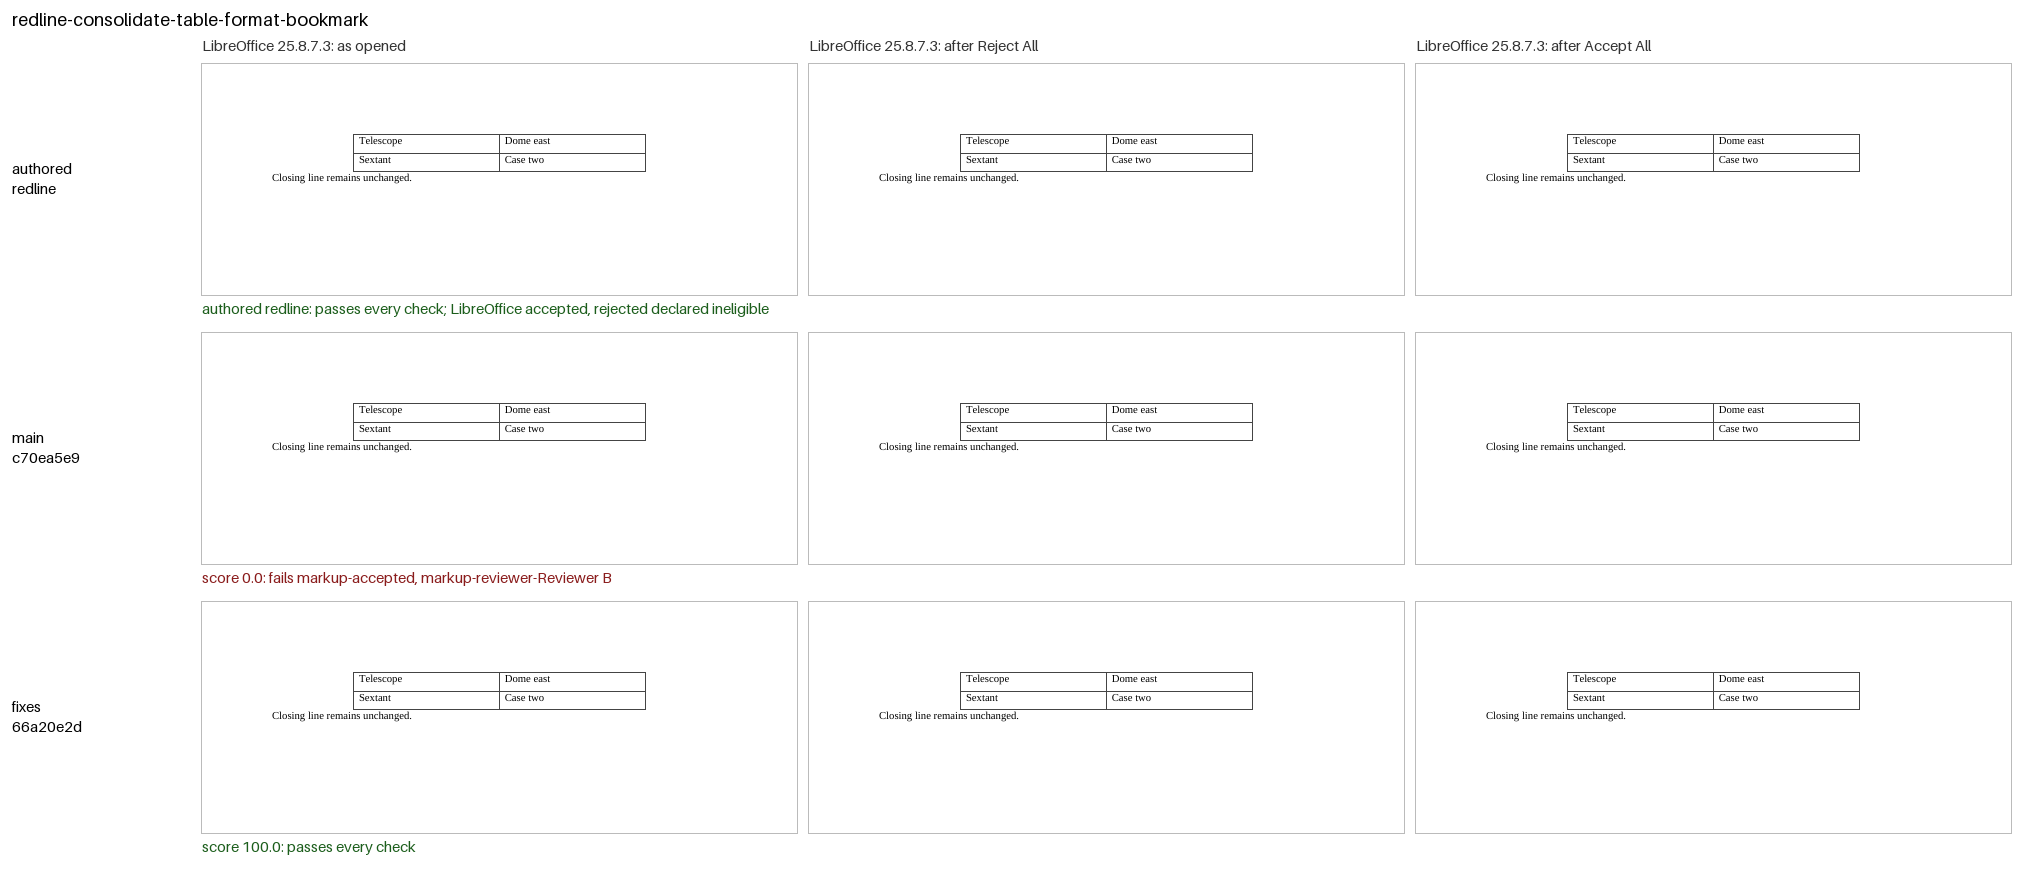 redline-consolidate-table-format-bookmark
LibreOffice 25.8.7.3: as opened
LibreOffice 25.8.7.3: after Reject All
LibreOffice 25.8.7.3: after Accept All
authored
redline
Telescope Dome east
Sextant Case two
Closing line remains unchanged.
Telescope Dome east
Sextant Case two
Closing line remains unchanged.
Telescope Dome east
Sextant Case two
Closing line remains unchanged.
authored redline: passes every check; LibreOffice accepted, rejected declared ineligible
main
c70ea5e9
Telescope Dome east
Sextant Case two
Closing line remains unchanged.
Telescope Dome east
Sextant Case two
Closing line remains unchanged.
Telescope Dome east
Sextant Case two
Closing line remains unchanged.
score 0.0: fails markup-accepted, markup-reviewer-Reviewer B
fixes
66a20e2d
Telescope Dome east
Sextant Case two
Closing line remains unchanged.
Telescope Dome east
Sextant Case two
Closing line remains unchanged.
Telescope Dome east
Sextant Case two
Closing line remains unchanged.
score 100.0: passes every check